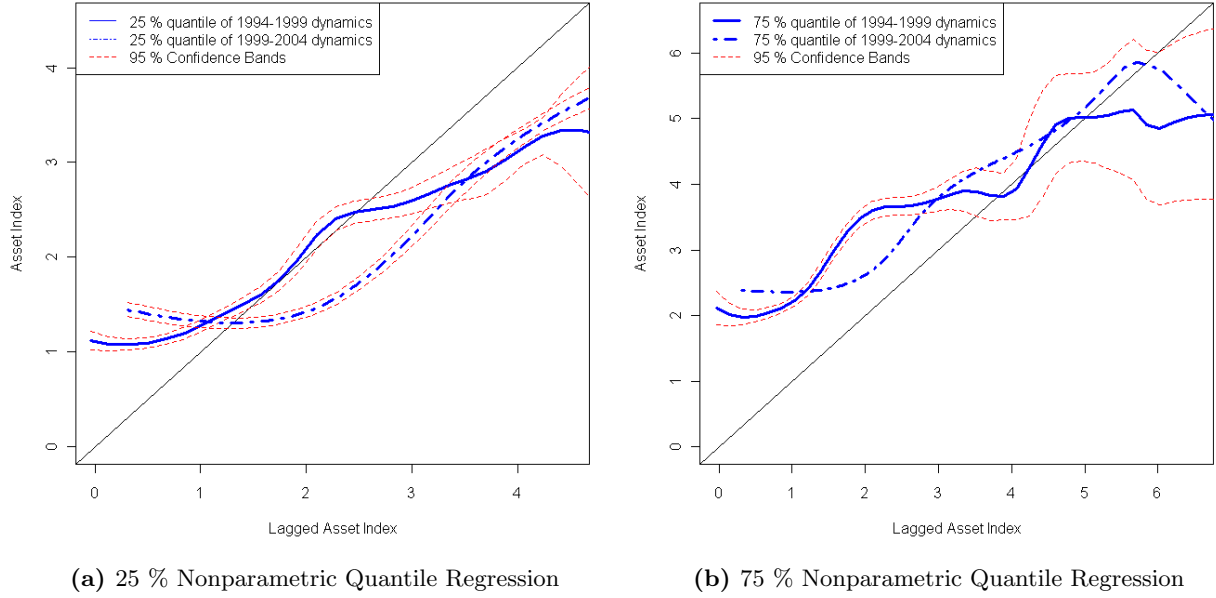 25 % quantile of 1994-1999 dynamics
25 % quantile of 1999-2004 dynamics
95 % Confidence Bands
Asset Index
0
1
2
3
4
0 1 2 3 4
Lagged Asset Index
(a) 25 % Nonparametric Quantile Regression
75 % quantile of 1994-1999 dynamics
75 % quantile of 1999-2004 dynamics
95 % Confidence Bands
Asset Index
0
1
2
3
4
5
6
0 1 2 3 4 5 6
Lagged Asset Index
(b) 75 % Nonparametric Quantile Regression